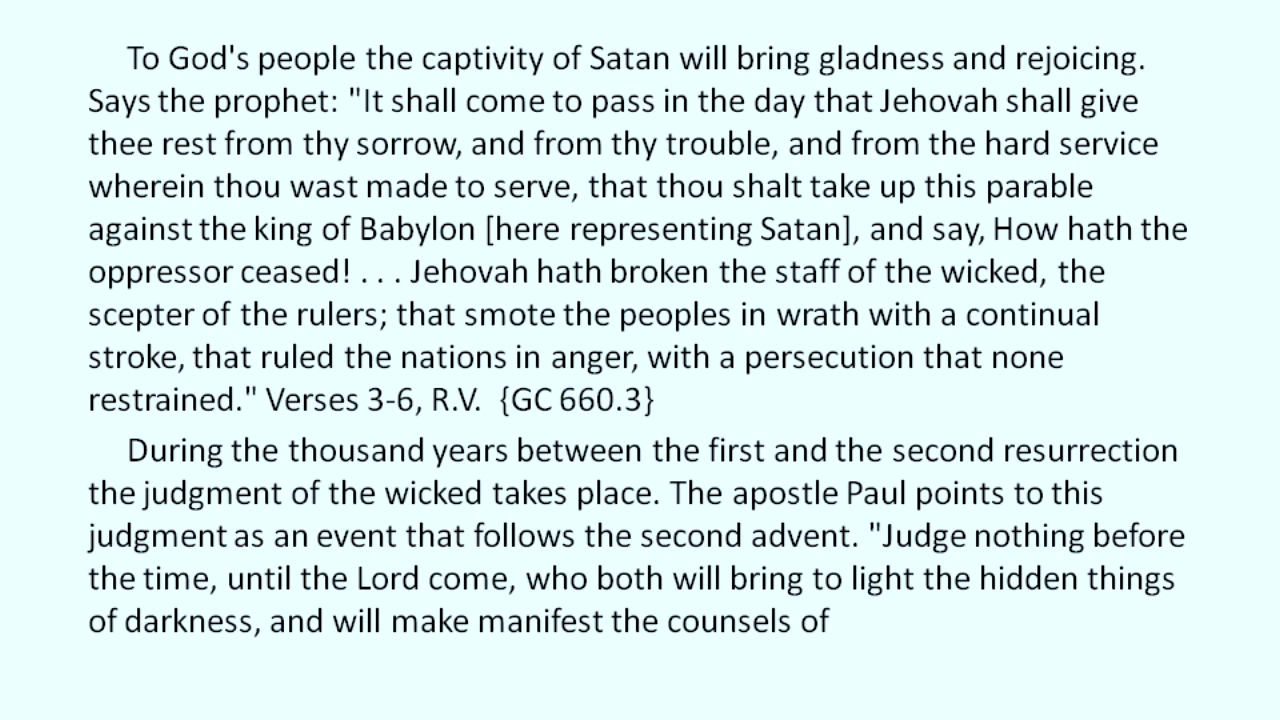 To God's people the captivity of Satan will bring gladness and rejoicing.
Says the prophet: "It shall come to pass in the day that Jehovah shall give
thee rest from thy sorrow, and from thy trouble, and from the hard service
wherein thou wast made to serve, that thou shalt take up this parable
against the king of Babylon [here representing Satan], and say, How hath the
oppressor ceased! . . . Jehovah hath broken the staff of the wicked, the
scepter of the rulers; that smote the peoples in wrath with a continual
stroke, that ruled the nations in anger, with a persecution that none
restrained." Verses 3-6, R.V. {GC 660.3}
During the thousand years between the first and the second resurrection
the judgment of the wicked takes place. The apostle Paul points to this
judgment as an event that follows the second advent. "Judge nothing before
the time, until the Lord come, who both will bring to light the hidden things
of darkness, and will make manifest the counsels of